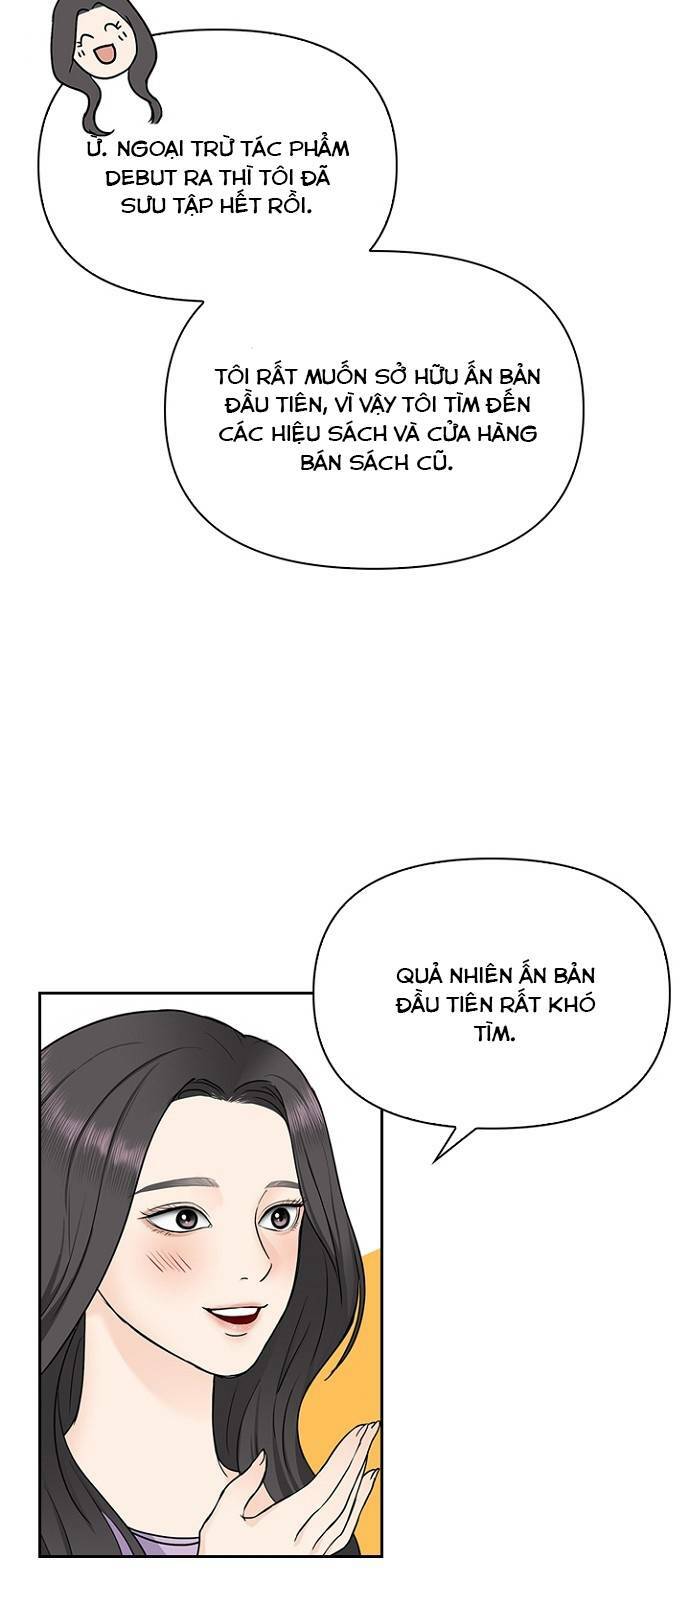 Ừ. NGOẠI TRỪ TÁC PHẨM
DEBUT RA THÌ TÔI ĐÃ
SƯU TẬP HẾT RỒI.
TÔI RẤT MUỐN SỞ HỮU ẤN BẢN
ĐẦU TIÊN, VÌ VẬY TÔI TÌM ĐẾN
CÁC HIỆU SÁCH VÀ CỬA HÀNG
BÁN SÁCH CŨ.
QUẢ NHIÊN ẤN BẢN
ĐẦU TIÊN RẤT KHÓ
TÌM.